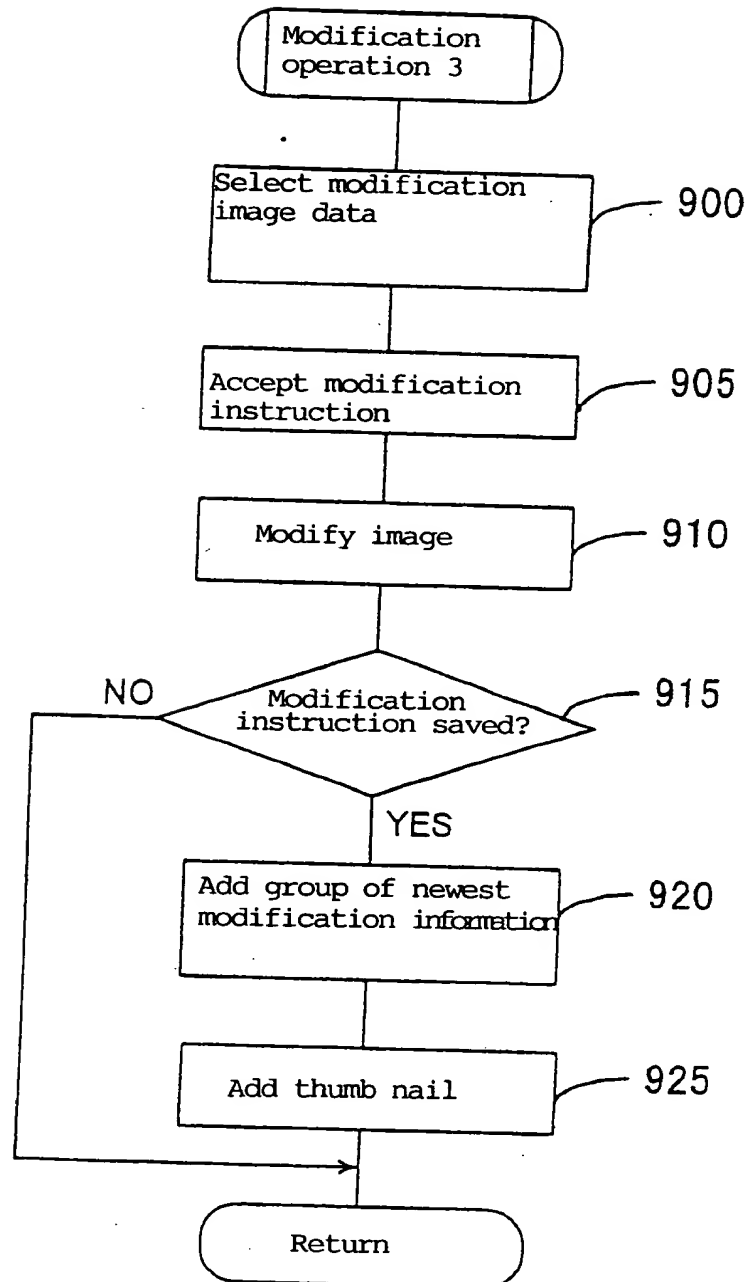 Modification
operation 3
Select modification
image data
900
Accept modification
instruction
905
Modify image
910
NO
Modification
instruction saved?
915
YES
Add group of newest
modification information
920
Add thumb nail
925
Return